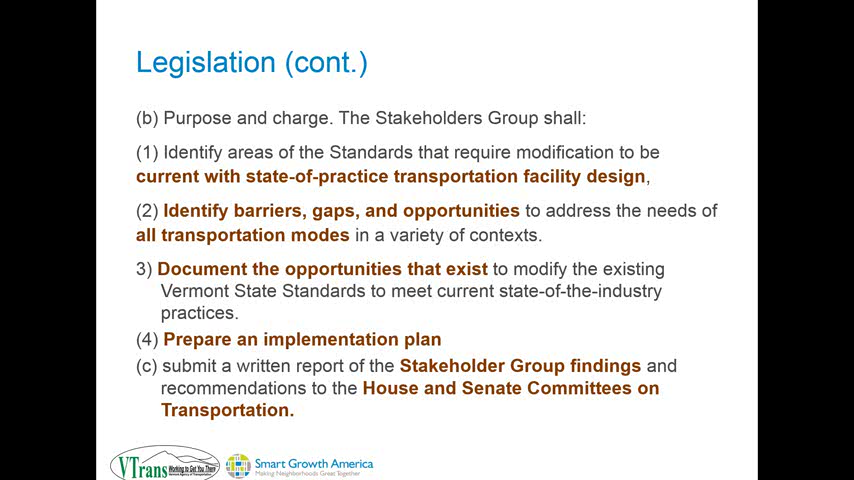 Legislation (cont.)
(b) Purpose and charge. The Stakeholders Group shall:
(1) Identify areas of the Standards that require modification to be
current with state-of-practice transportation facility design,
(2) Identify barriers, gaps, and opportunities to address the needs of
all transportation modes in a variety of contexts.
3) Document the opportunities that exist to modify the existing
Vermont State Standards to meet current state-of-the-industry
practices.
(4) Prepare an implementation plan
(c) submit a written report of the Stakeholder Group findings and
recommendations to the House and Senate Committees on
Transportation.
VTrans Working to Get You There
Vermont Agency of Transportation
Smart Growth America
Making Neighborhoods Great Together